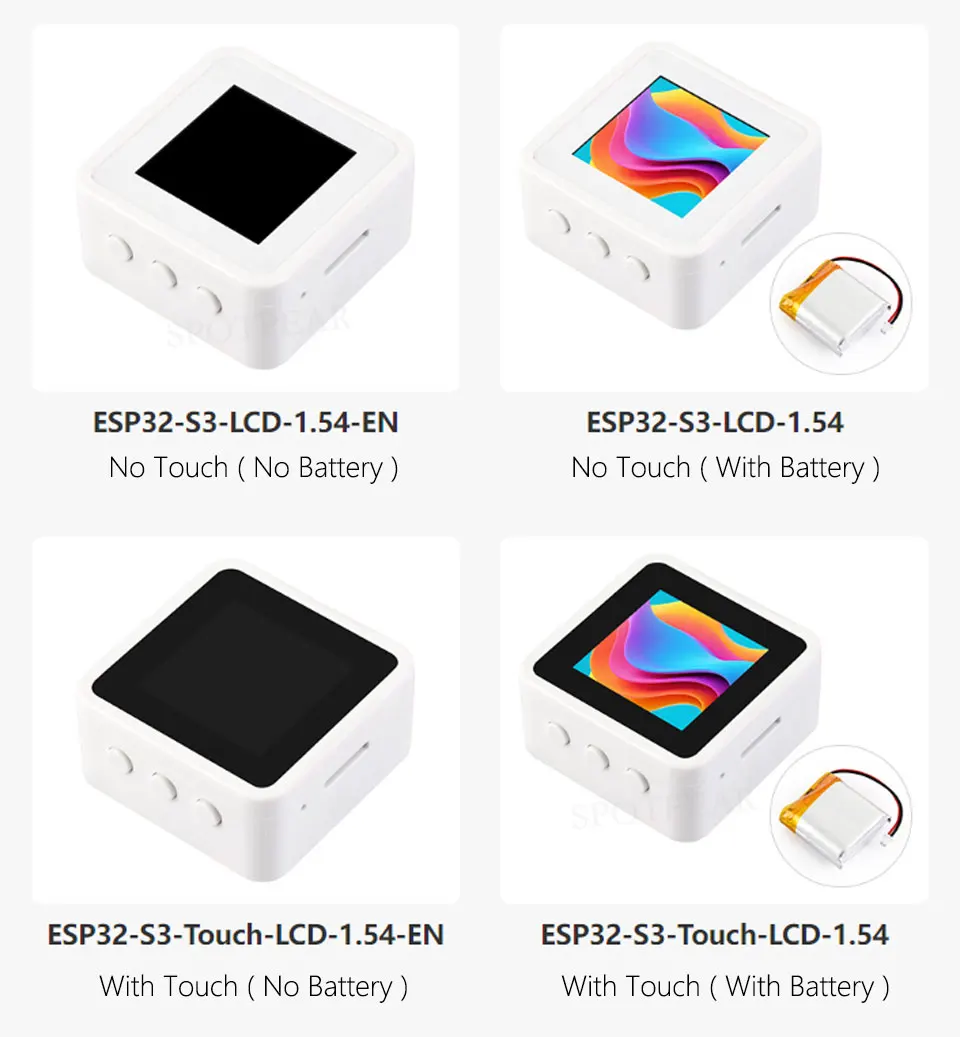 SPOTPEAR
ESP32-S3-LCD-1.54-EN
No Touch ( No Battery )
ESP32-S3-LCD-1.54
No Touch ( With Battery )
SPOTPEAR
ESP32-S3-Touch-LCD-1.54-EN
With Touch ( No Battery )
ESP32-S3-Touch-LCD-1.54
With Touch ( With Battery )